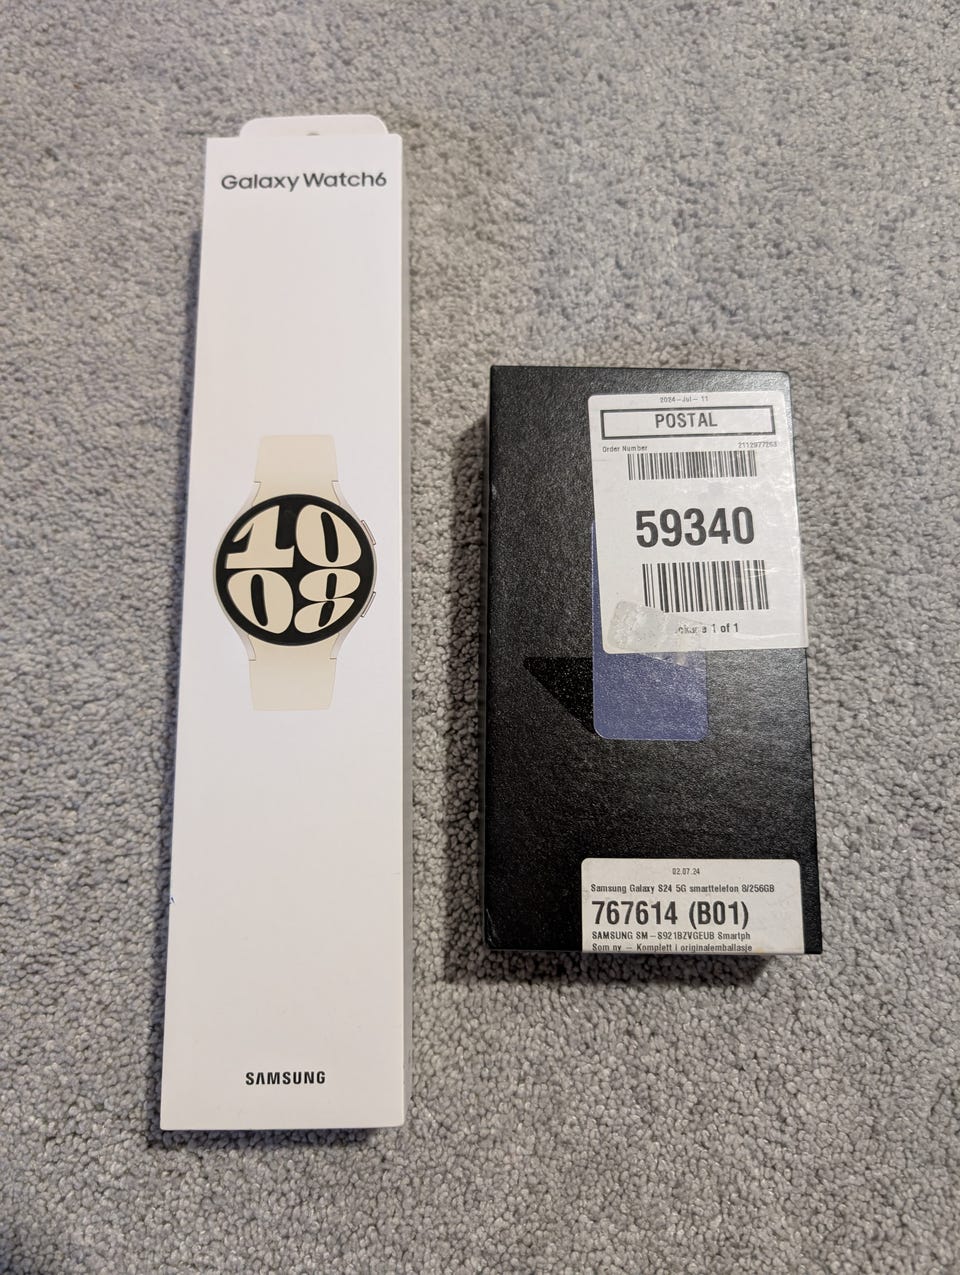 Galaxy Watch6
10
08
SAMSUNG
2024-Jul- 11
POSTAL
Order Number
2112977263
59340
1 of 1
02.07.24
Samsung Galaxy S24 5G smarttelefon 8/256GB
767614 (B01)
SAMSUNG SM-S921BZVGEUB Smartph
Som ny - Komplett i originalemballasje